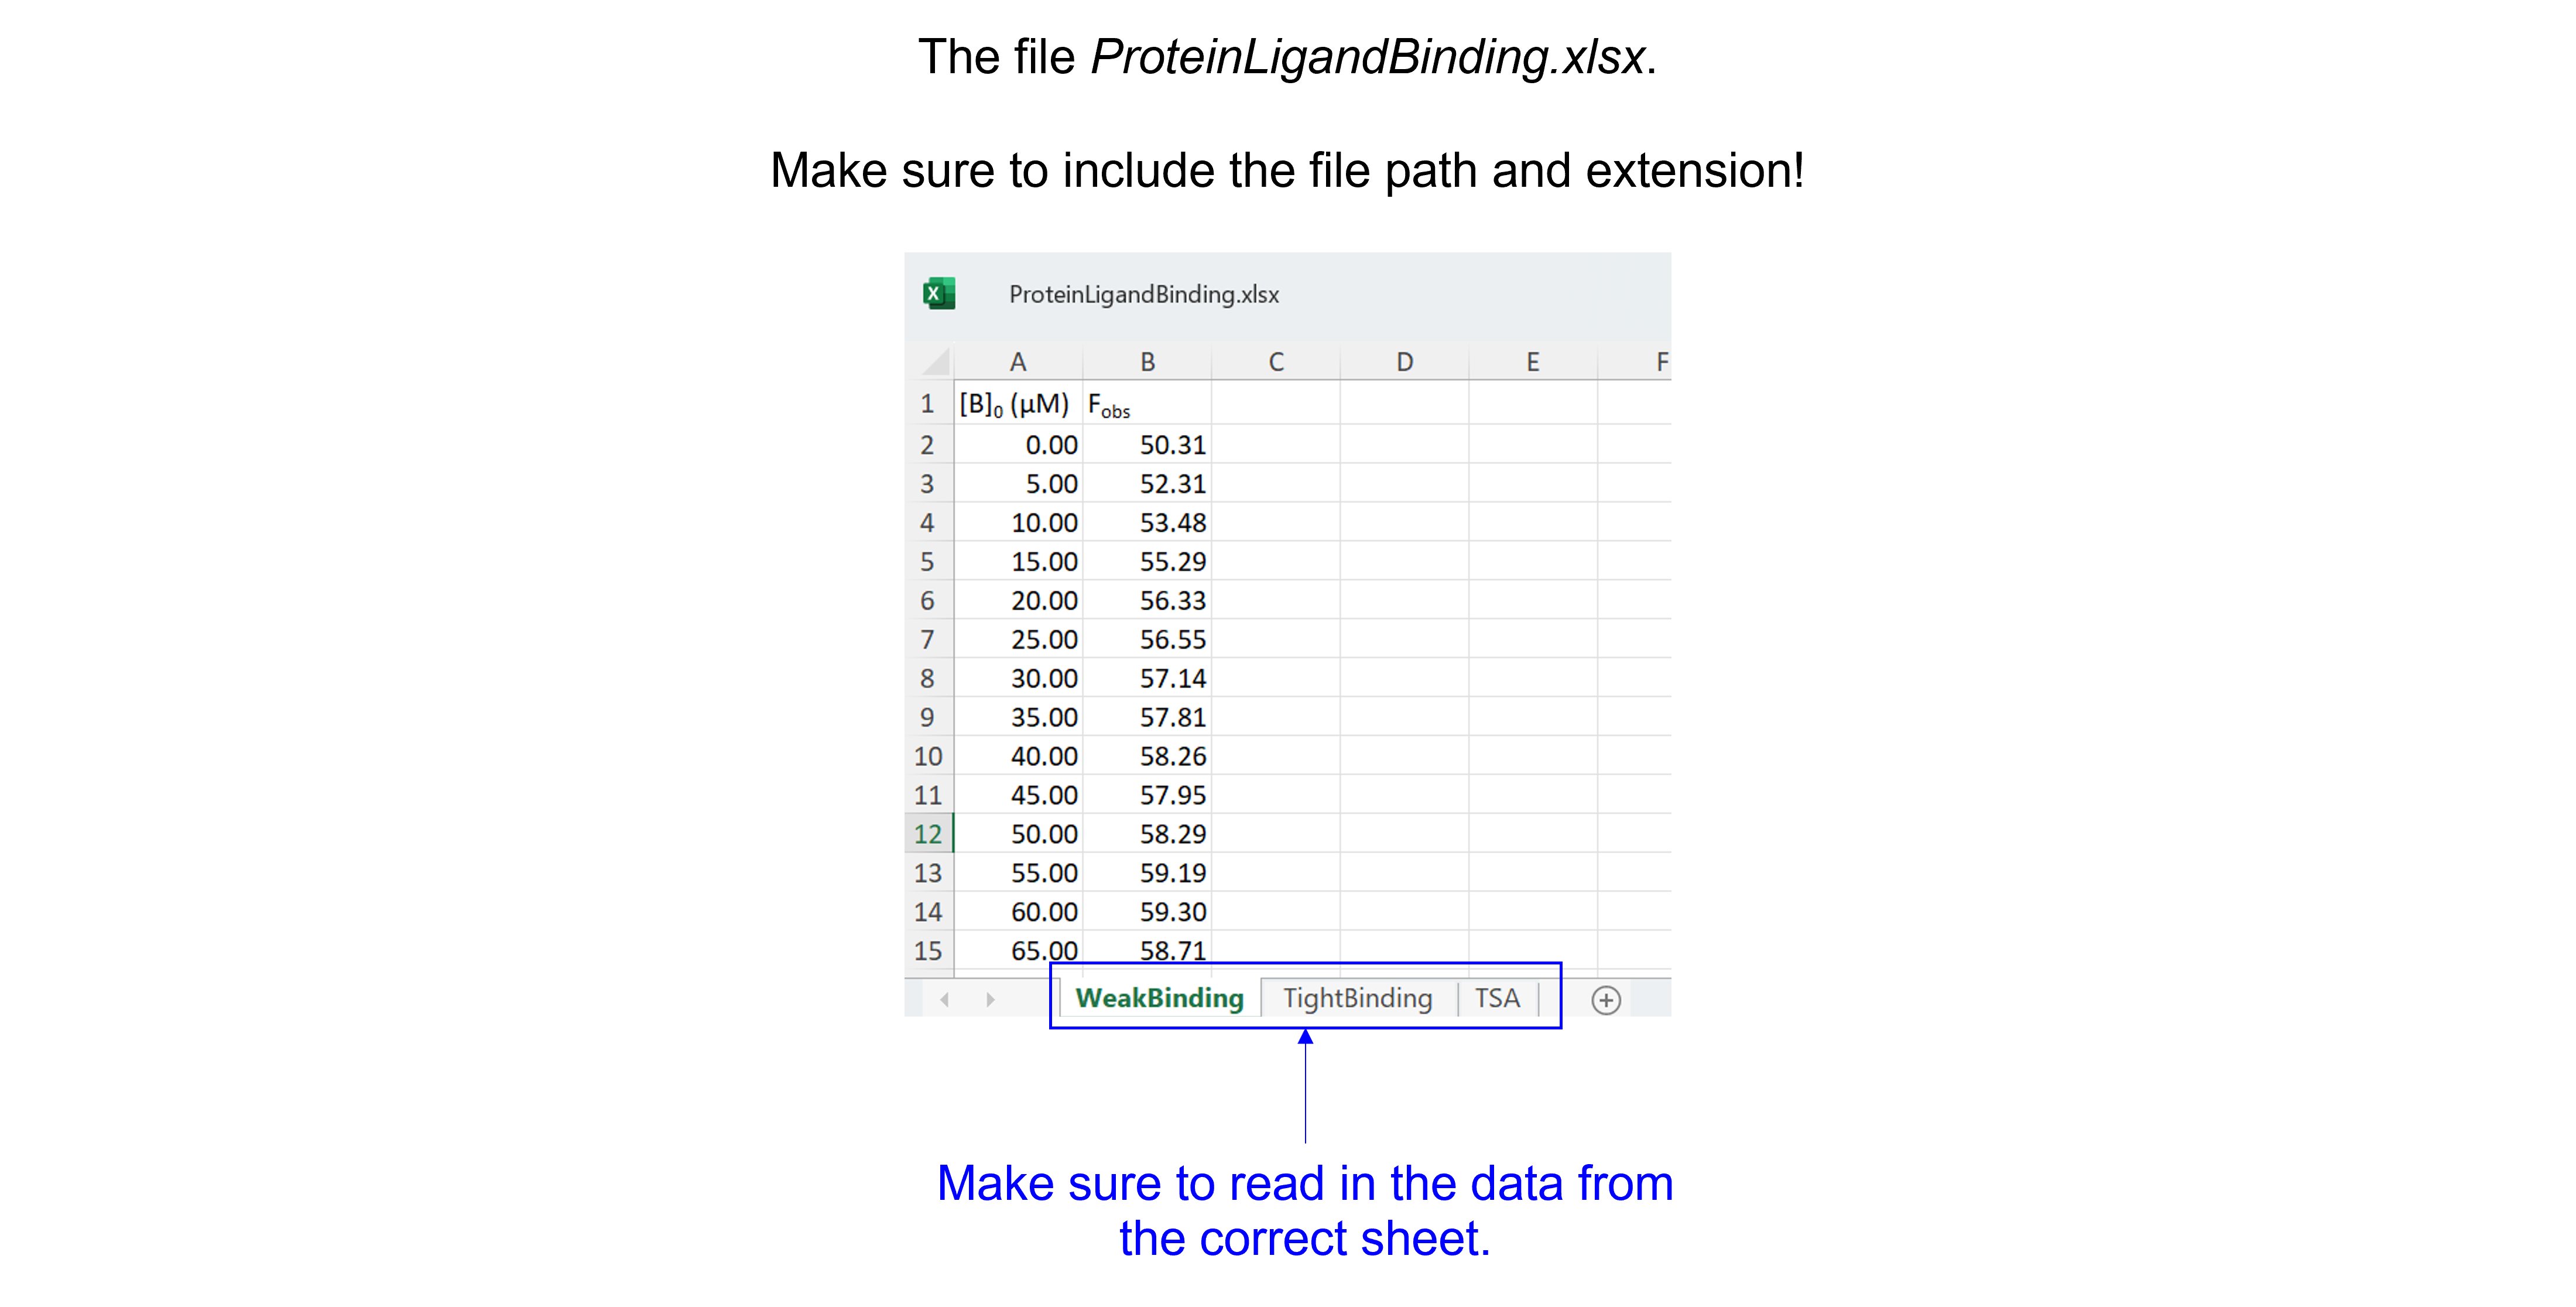 The file ProteinLigandBinding.xlsx.
Make sure to include the file path and extension!
ProteinLigandBinding.xlsx
A B C D E F
1 [B]₀ (μM) F_obs
2 0.00 50.31
3 5.00 52.31
4 10.00 53.48
5 15.00 55.29
6 20.00 56.33
7 25.00 56.55
8 30.00 57.14
9 35.00 57.81
10 40.00 58.26
11 45.00 57.95
12 50.00 58.29
13 55.00 59.19
14 60.00 59.30
15 65.00 58.71
WeakBinding TightBinding TSA
Make sure to read in the data from
the correct sheet.